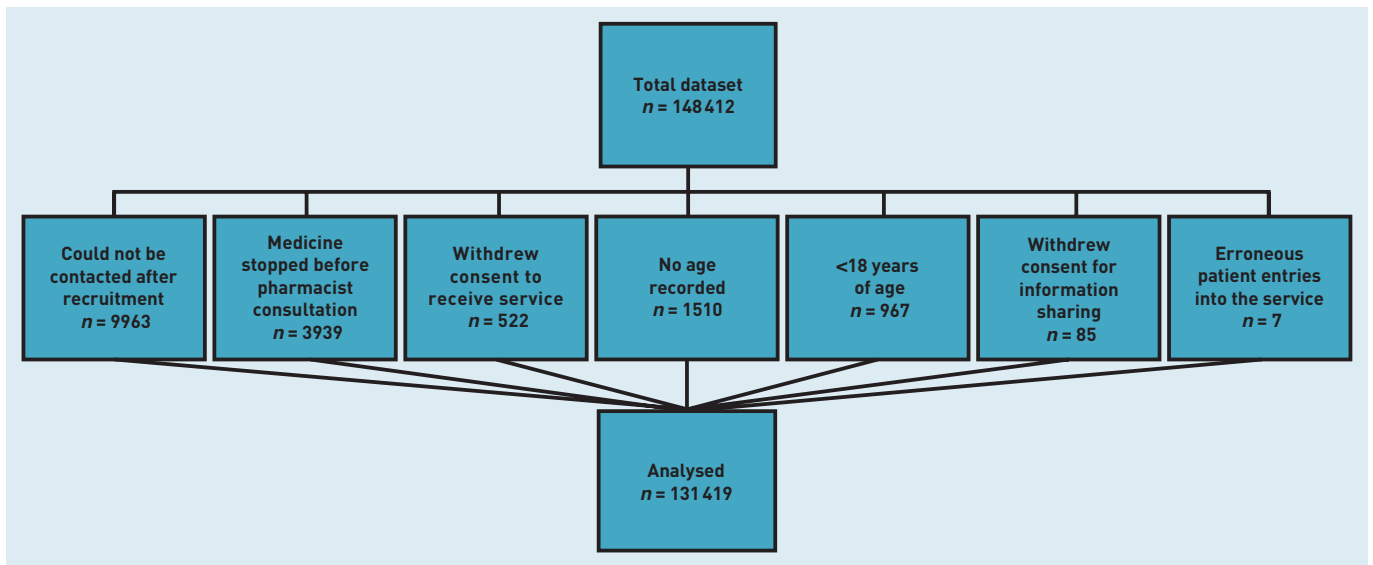 Total dataset
n = 148 412
Could not be
contacted after
recruitment
n = 9963
Medicine
stopped before
pharmacist
consultation
n = 3939
Withdrew
consent to
receive service
n = 522
No age
recorded
n = 1510
<18 years
of age
n = 967
Withdrew
consent for
information
sharing
n = 85
Erroneous
patient entries
into the service
n = 7
Analysed
n = 131 419